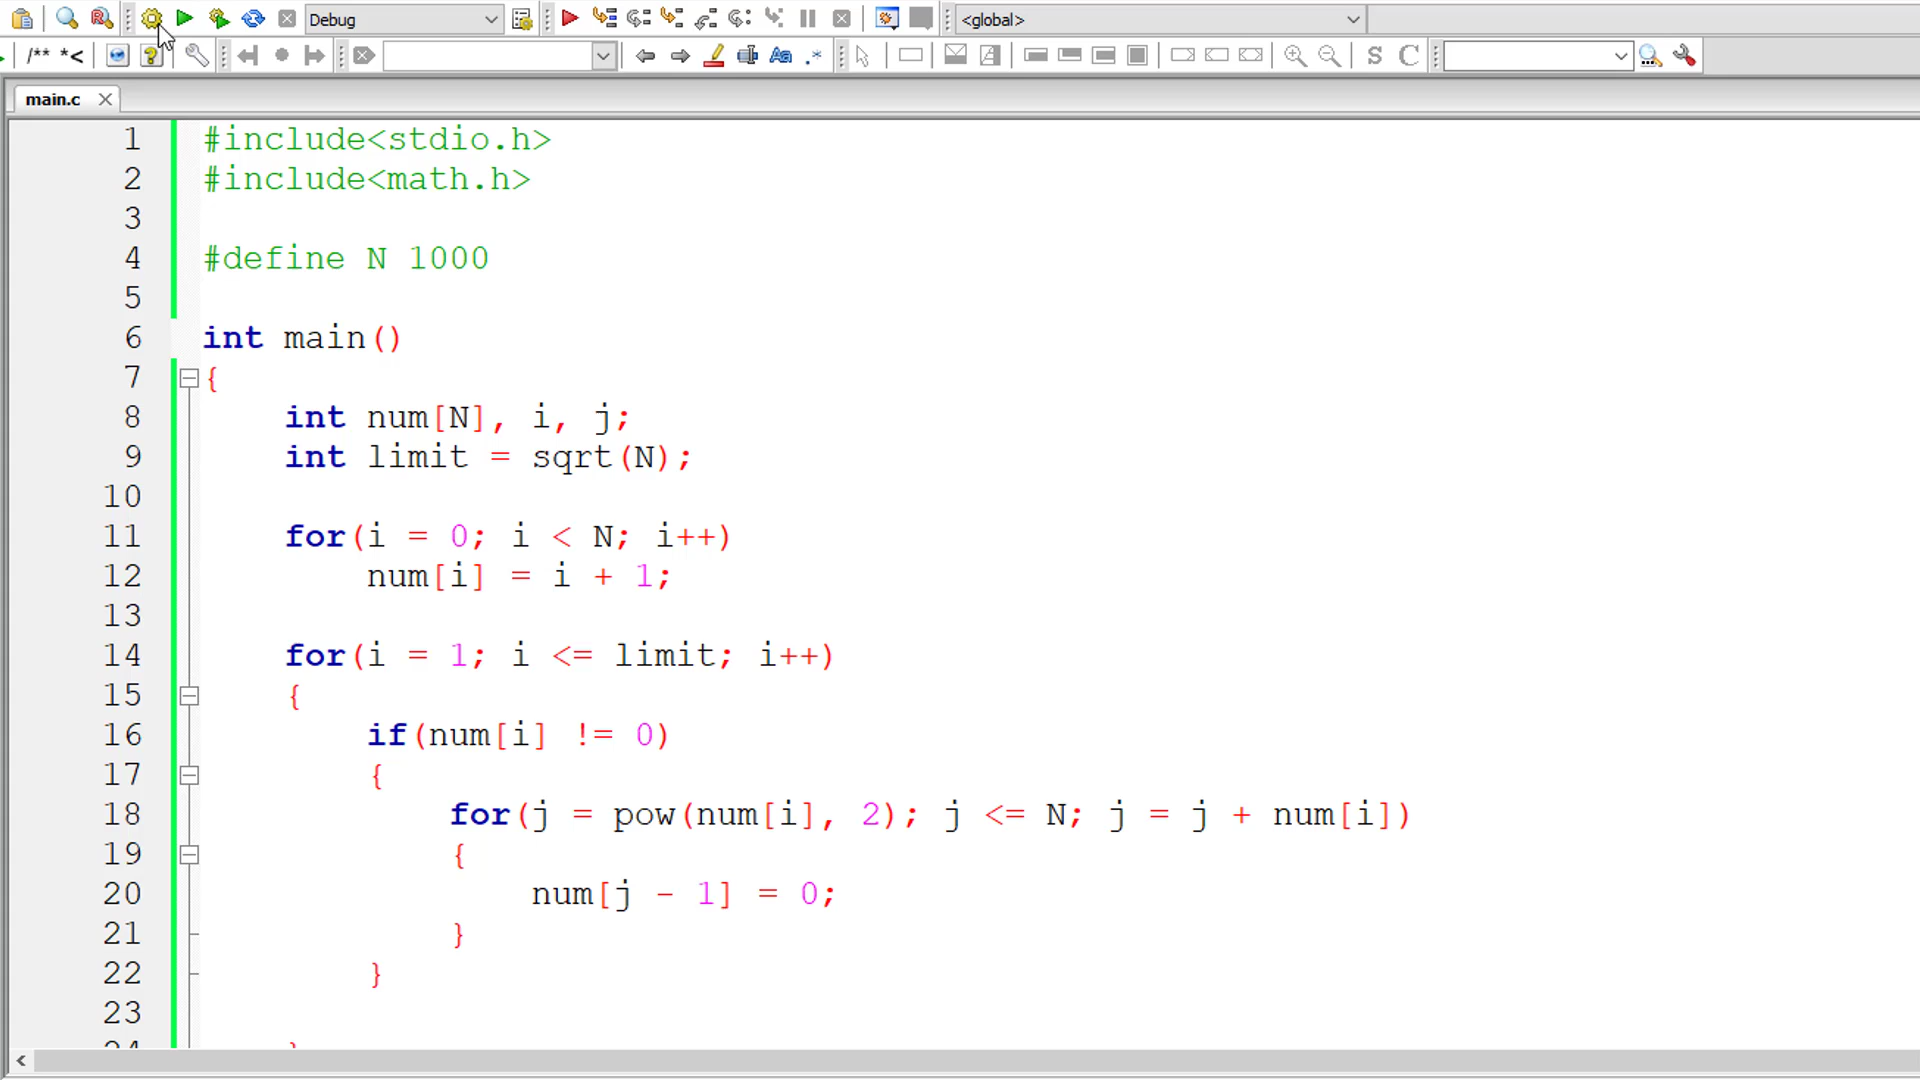 Debug
<global>
/** *<
Aa .*
S C
main.c
1 #include<stdio.h>
2 #include<math.h>
3
4 #define N 1000
5
6 int main()
7 {
8 int num[N], i, j;
9 int limit = sqrt(N);
10
11 for(i = 0; i < N; i++)
12 num[i] = i + 1;
13
14 for(i = 1; i <= limit; i++)
15 {
16 if(num[i] != 0)
17 {
18 for(j = pow(num[i], 2); j <= N; j = j + num[i])
19 {
20 num[j - 1] = 0;
21 }
22 }
23
24 }